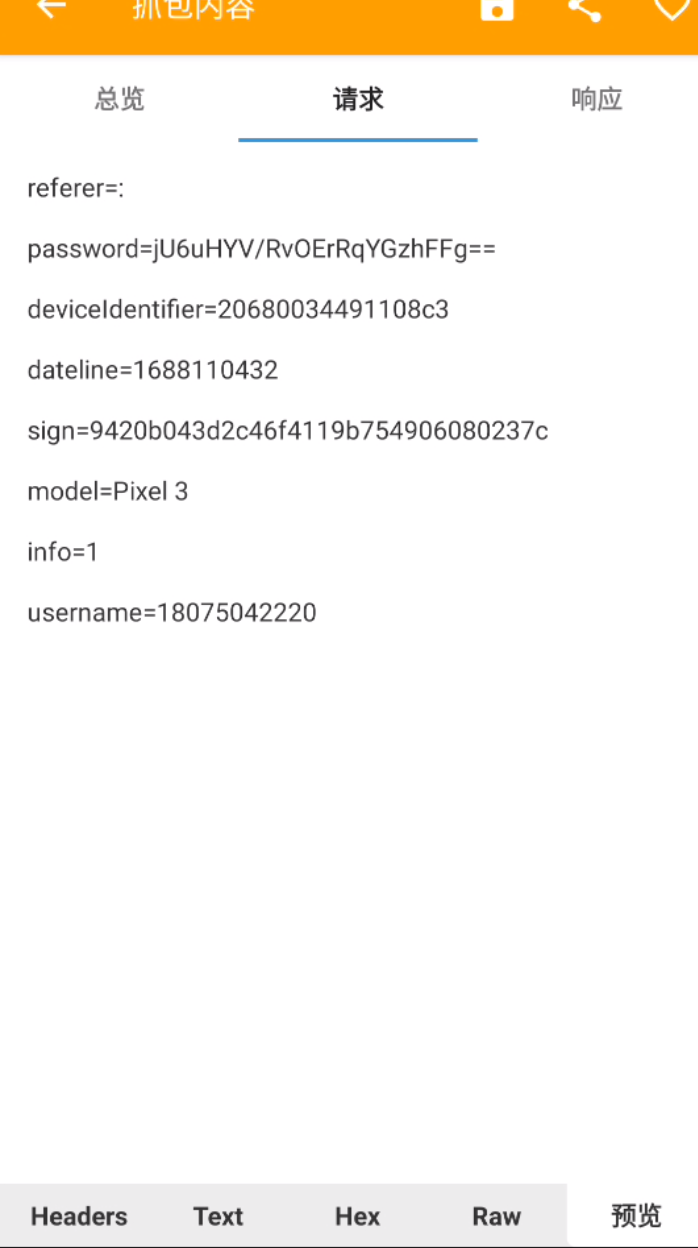 抓包内容
总览
请求
响应
referer=:
password=jU6uHYV/RvOErRqYGzhFFg==
deviceIdentifier=20680034491108c3
dateline=1688110432
sign=9420b043d2c46f4119b754906080237c
model=Pixel 3
info=1
username=18075042220
Headers
Text
Hex
Raw
预览